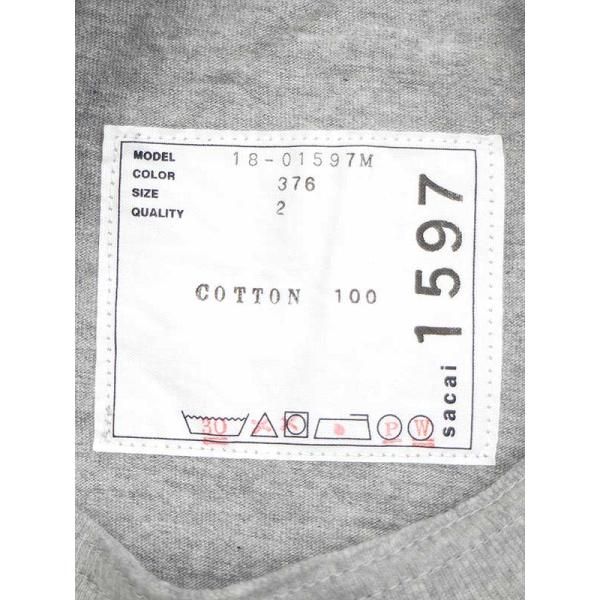 MODEL 18-01597M
COLOR 376
SIZE 2
QUALITY
COTTON 100
30 P W
sacai 1597